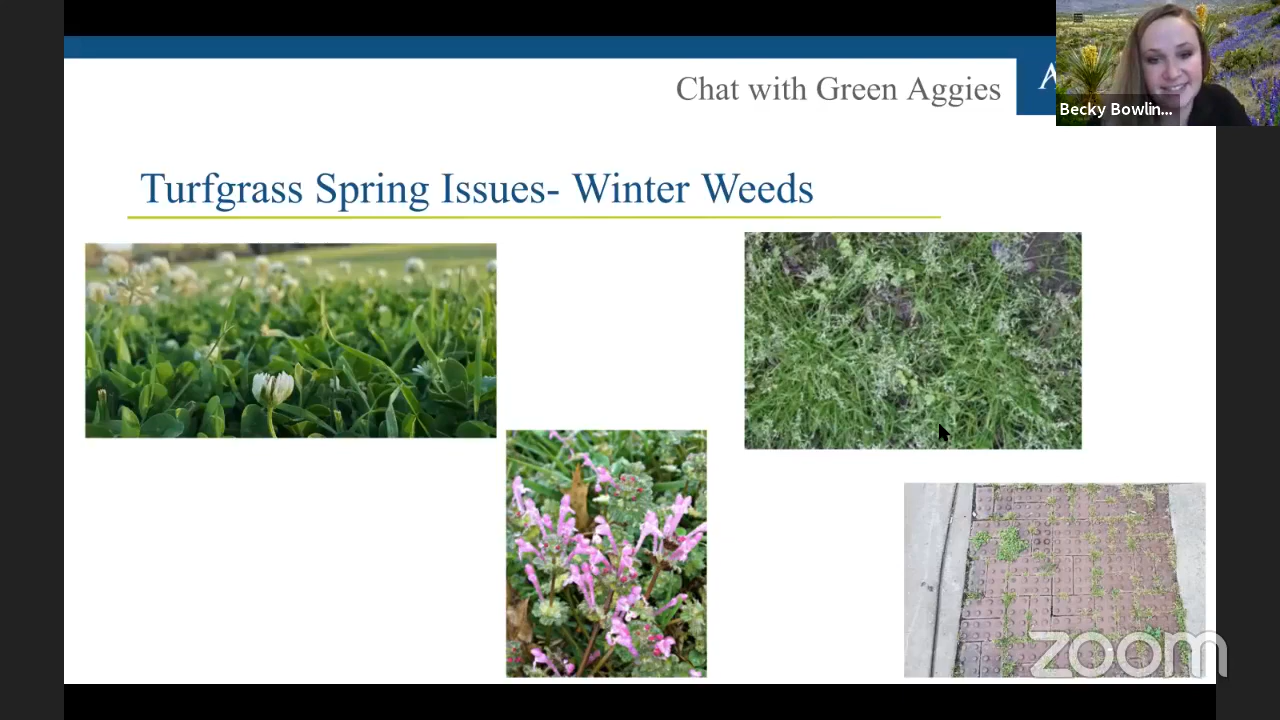 Chat with Green Aggies
A
Becky Bowlin...
Turfgrass Spring Issues- Winter Weeds
zoom